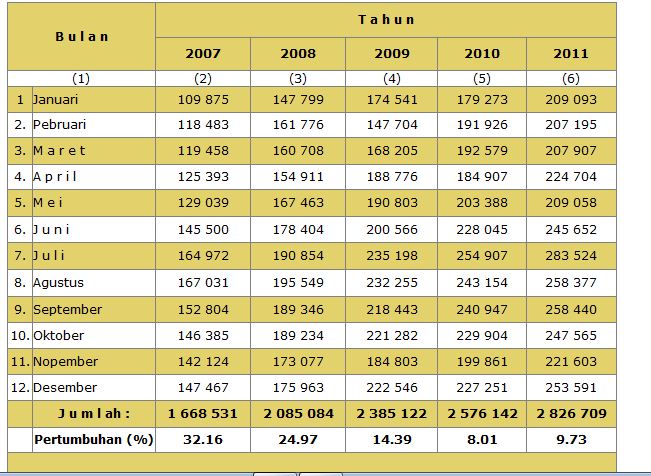 Bulan Tahun
2007 2008 2009 2010 2011
(1) (2) (3) (4) (5) (6)
1 Januari 109 875 147 799 174 541 179 273 209 093
2. Pebruari 118 483 161 776 147 704 191 926 207 195
3. Maret 119 458 160 708 168 205 192 579 207 907
4. April 125 393 154 911 188 776 184 907 224 704
5. Mei 129 039 167 463 190 803 203 388 209 058
6. Juni 145 500 178 404 200 566 228 045 245 652
7. Juli 164 972 190 854 235 198 254 907 283 524
8. Agustus 167 031 195 549 232 255 243 154 258 377
9. September 152 804 189 346 218 443 240 947 258 440
10. Oktober 146 385 189 234 221 282 229 904 247 565
11. Nopember 142 124 173 077 184 803 199 861 221 603
12. Desember 147 467 175 963 222 546 227 251 253 591
Jumlah : 1 668 531 2 085 084 2 385 122 2 576 142 2 826 709
Pertumbuhan (%) 32.16 24.97 14.39 8.01 9.73